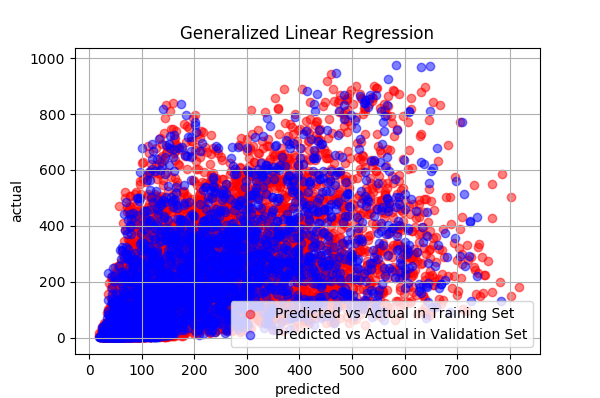 Generalized Linear Regression
1000
800
600
400
200
0
actual
0 100 200 300 400 500 600 700 800
predicted
Predicted vs Actual in Training Set
Predicted vs Actual in Validation Set